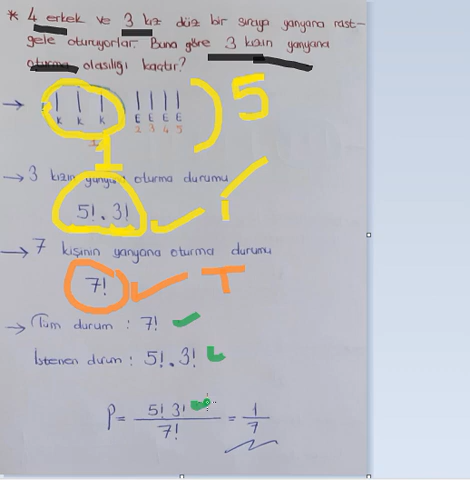 * 4 erkek ve 3 kız düz bir sıraya yanyana rast-
gele oturuyorlar. Buna göre 3 kızın yanyana
oturma olasılığı kaçtır?
→ | | | | | | | ) 5
K K K E E E E
1 2 3 4 5
1
→ 3 kızın yanyana oturma durumu
5!.3! i
→ 7 kişinin yanyana oturma durumu
7! T
→ Tüm durum : 7!
İstenen durum : 5!.3!
P = 5! 3! / 7! = 1/7